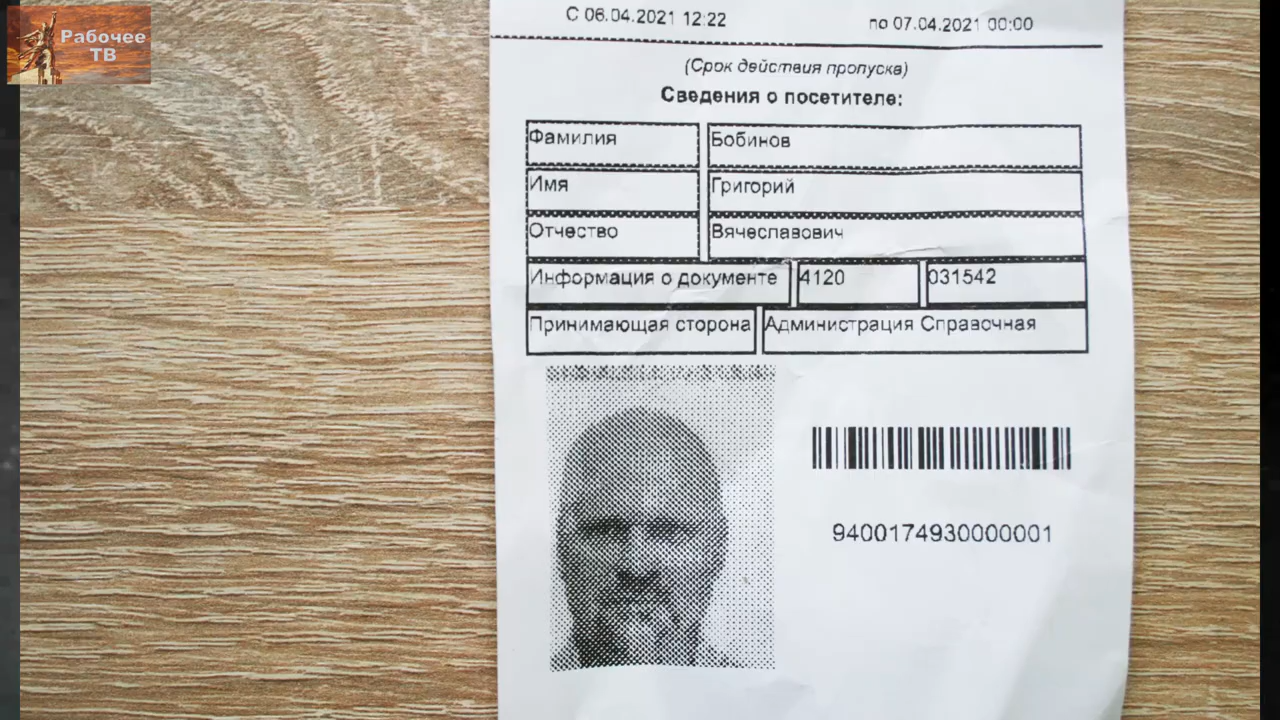 Рабочее
ТВ
С 06.04.2021 12:22 по 07.04.2021 00:00
(Срок действия пропуска)
Сведения о посетителе:
Фамилия Бобинов
Имя Григорий
Отчество Вячеславович
Информация о документе 4120 031542
Принимающая сторона Администрация Справочная
9400174930000001